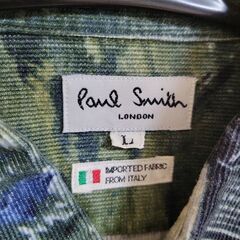 Paul Smith
LONDON
L
IMPORTED FABRIC
FROM ITALY